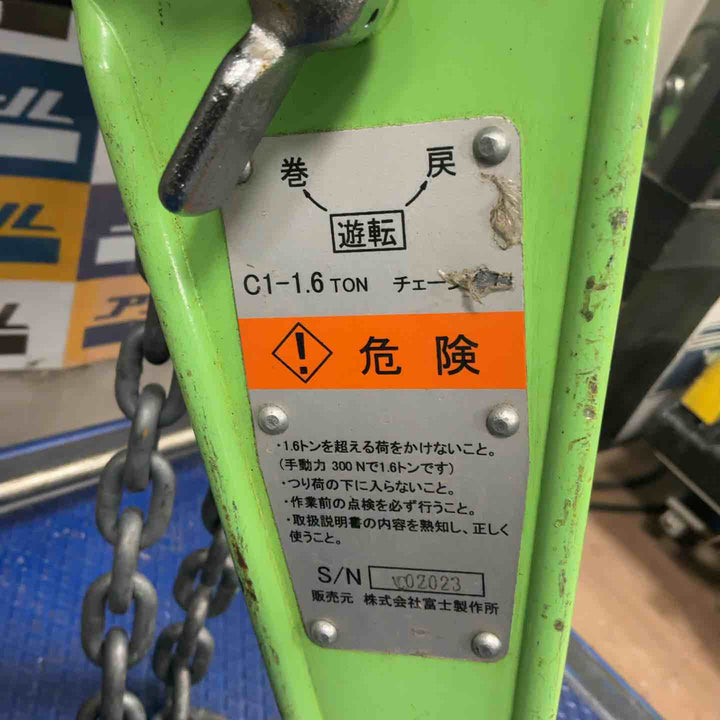 巻 戻
遊転
C1-1.6 TON チェーン
危 険
・1.6トンを超える荷をかけないこと。
(手動力 300 Nで1.6トンです)
・つり荷の下に入らないこと。
・作業前の点検を必ず行うこと。
・取扱説明書の内容を熟知し、正しく
使うこと。
S/N V02023
販売元 株式会社富士製作所